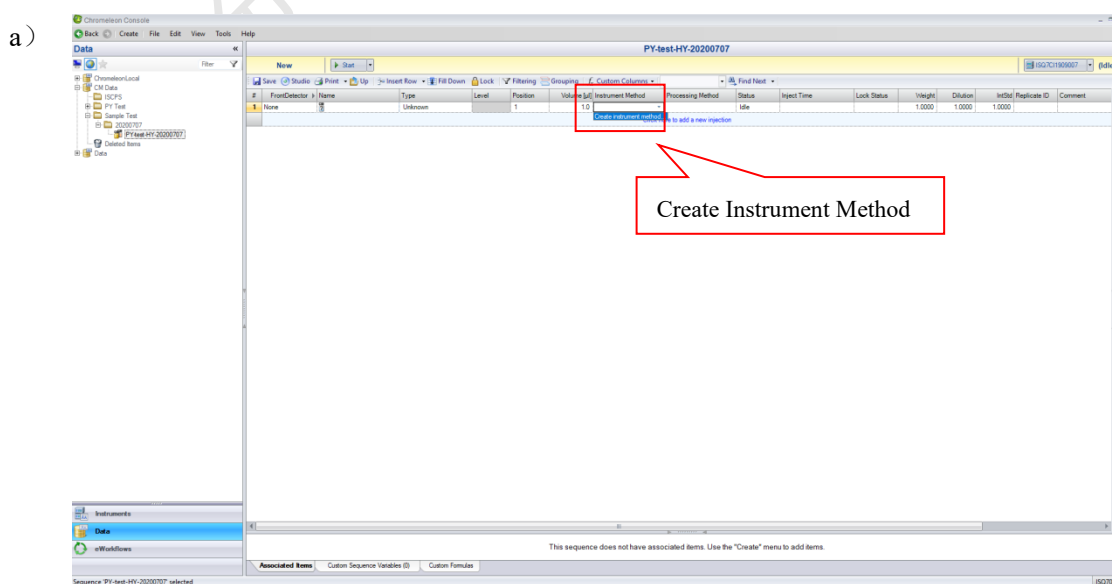 a）
Chromeleon Console
Back Create File Edit View Tools Help
Data «
PY-test-HY-20200707
Filter
Now Start ISQ7CI1909007 (Idle
ChromeleonLocal
CM Data
ISCPS
PY Test
Sample Test
20200707
PY-test-HY-20200707
Deleted Items
Data
Save Studio Print Up Insert Row Fill Down Lock Filtering Grouping Custom Columns Find Next
# FrontDetector Name Type Level Position Volume [µl] Instrument Method Processing Method Status Inject Time Lock Status Weight Dilution IntStd Replicate ID Comment
1 None Unknown 1 1.0 Idle 1.0000 1.0000 1.0000
Create instrument method to add a new injection
Create Instrument Method
Instruments
Data
eWorkflows
This sequence does not have associated items. Use the "Create" menu to add items.
Associated Items Custom Sequence Variables (0) Custom Formulas
Sequence 'PY-test-HY-20200707' selected ISQ7C